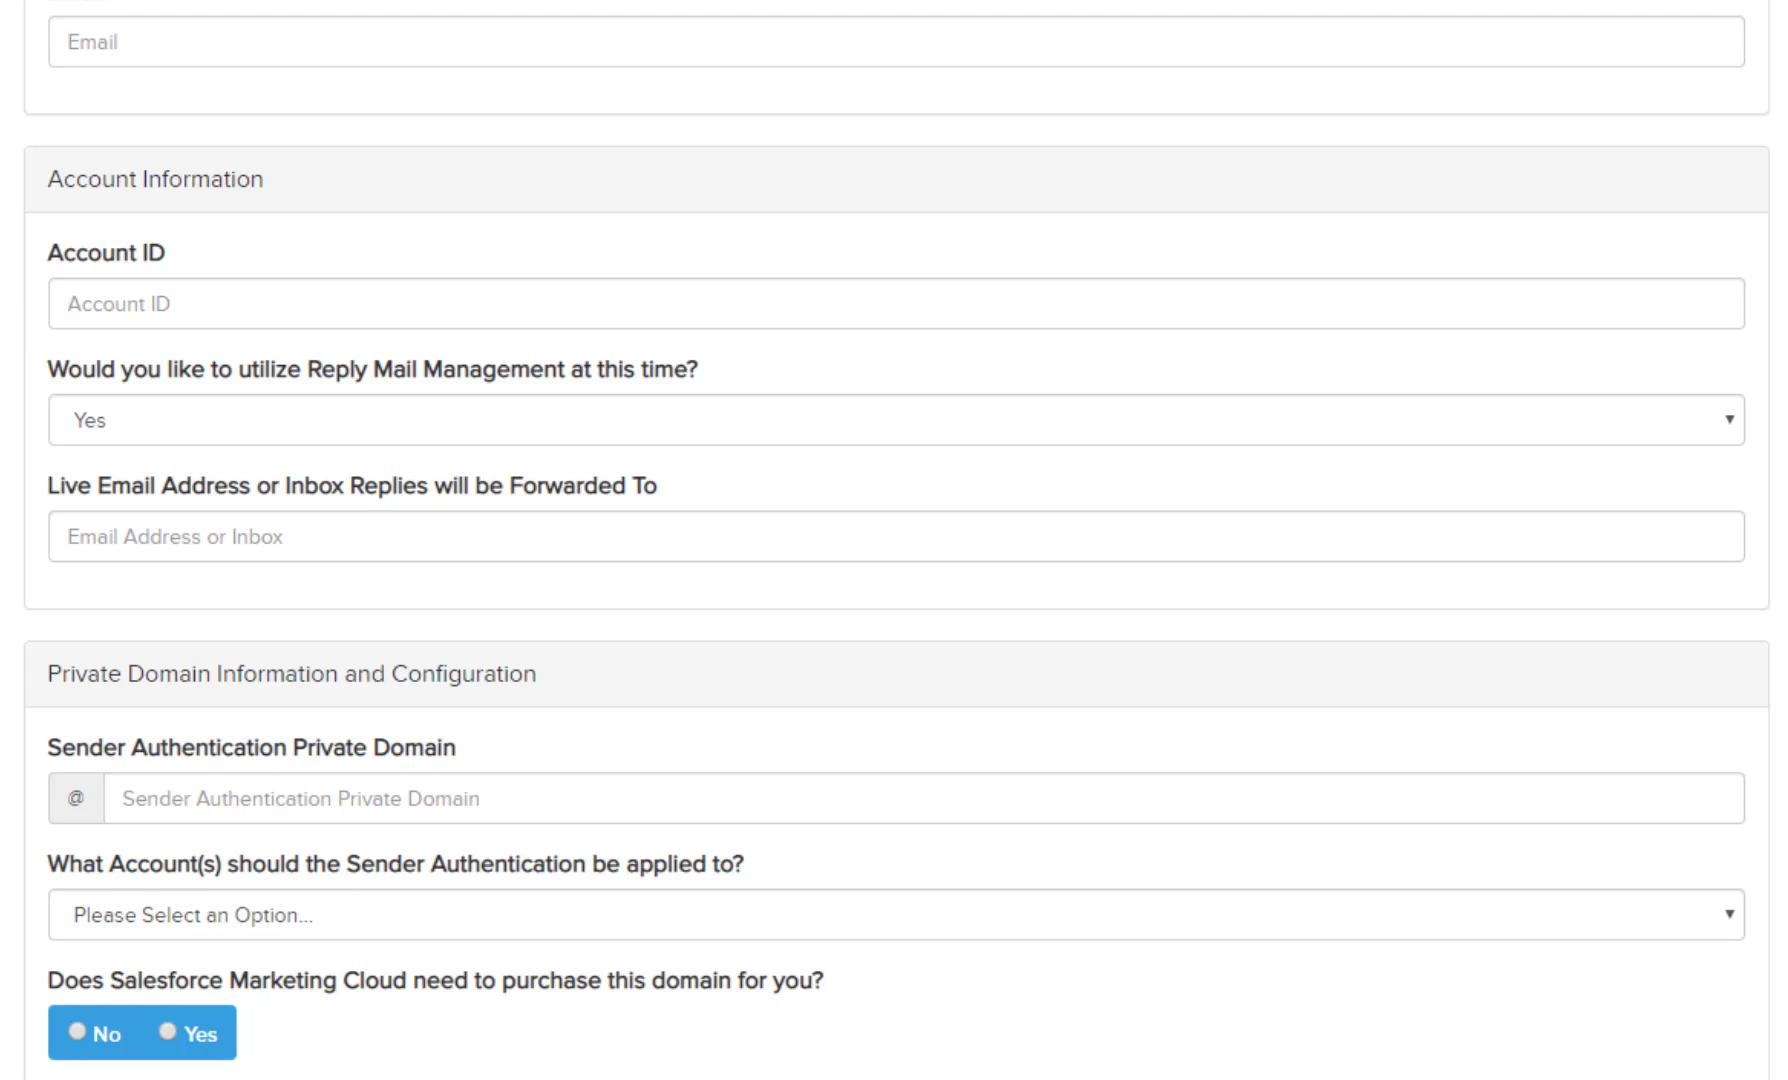 Email
Account Information
Account ID
Account ID
Would you like to utilize Reply Mail Management at this time?
Yes
Live Email Address or Inbox Replies will be Forwarded To
Email Address or Inbox
Private Domain Information and Configuration
Sender Authentication Private Domain
@ Sender Authentication Private Domain
What Account(s) should the Sender Authentication be applied to?
Please Select an Option...
Does Salesforce Marketing Cloud need to purchase this domain for you?
No Yes